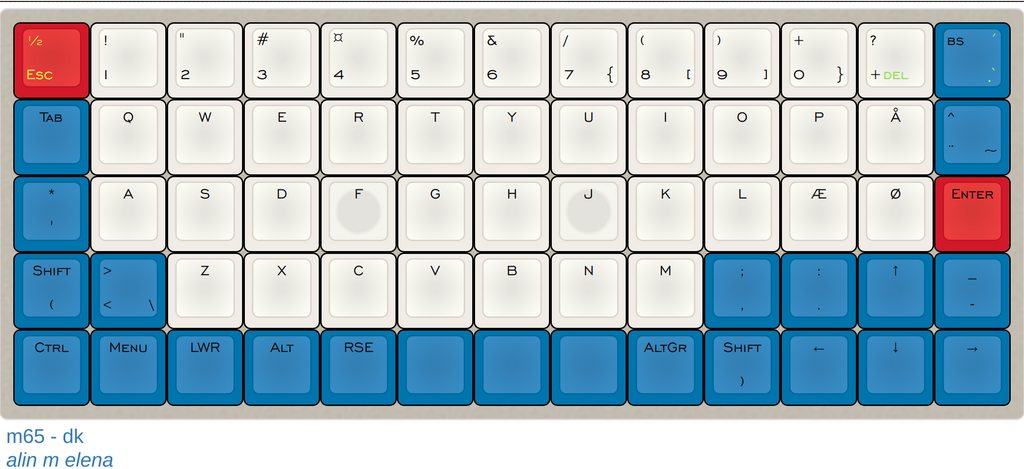 ½ ! " # ¤ % & / ( ) + ? BS ´
Esc 1 2 3 4 5 6 7 { 8 [ 9 ] 0 } + DEL .`
Tab Q W E R T Y U I O P Å ^
¨ ~
* A S D F G H J K L Æ Ø Enter
'
Shift > Z X C V B N M ; : ↑ _
( < \ , . -
Ctrl Menu LWR Alt RSE AltGr Shift ← ↓ →
)
m65 - dk
alin m elena